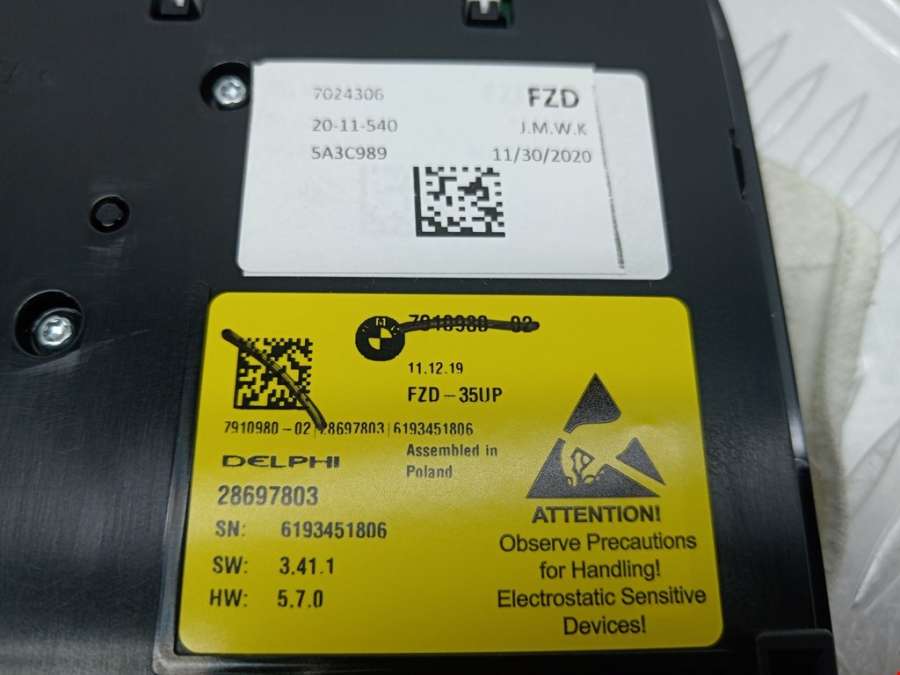 7024306 FZD
20-11-540 J.M.W.K
5A3C989 11/30/2020
BMW 7910980-02
11.12.19
FZD-35UP
7910980-02|28697803|6193451806
DELPHI
Assembled in
Poland
28697803
SN: 6193451806
SW: 3.41.1
HW: 5.7.0
ATTENTION!
Observe Precautions
for Handling!
Electrostatic Sensitive
Devices!